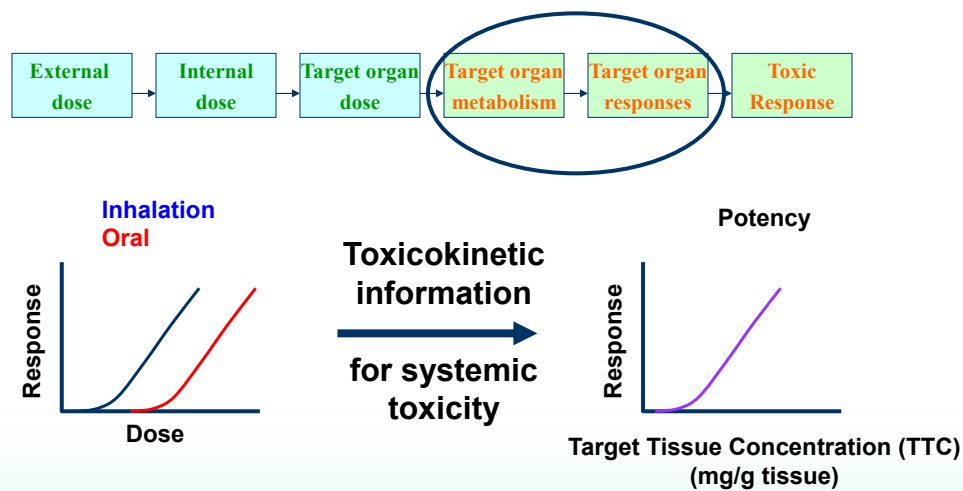 External
dose
Internal
dose
Target organ
dose
Target organ
metabolism
Target organ
responses
Toxic
Response
Inhalation
Oral
Response
Dose
Toxicokinetic
information
for systemic
toxicity
Potency
Response
Target Tissue Concentration (TTC)
(mg/g tissue)